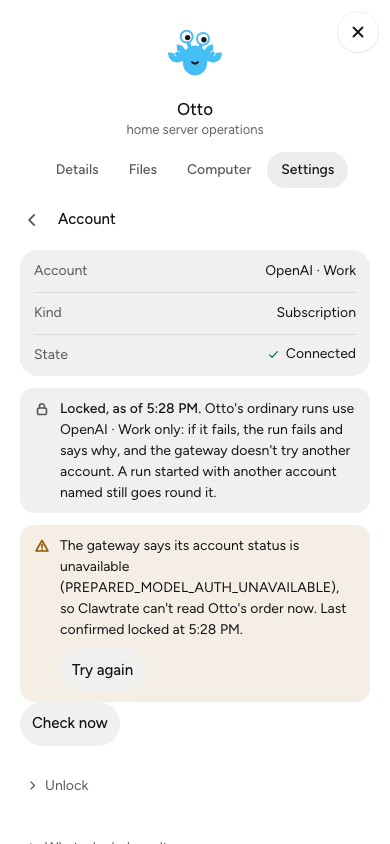 Otto
home server operations
Details Files Computer Settings
Account
Account OpenAI · Work
Kind Subscription
State Connected
Locked, as of 5:28 PM. Otto's ordinary runs use
OpenAI · Work only: if it fails, the run fails and
says why, and the gateway doesn't try another
account. A run started with another account
named still goes round it.
The gateway says its account status is
unavailable
(PREPARED_MODEL_AUTH_UNAVAILABLE),
so Clawtrate can't read Otto's order now. Last
confirmed locked at 5:28 PM.
Try again
Check now
Unlock